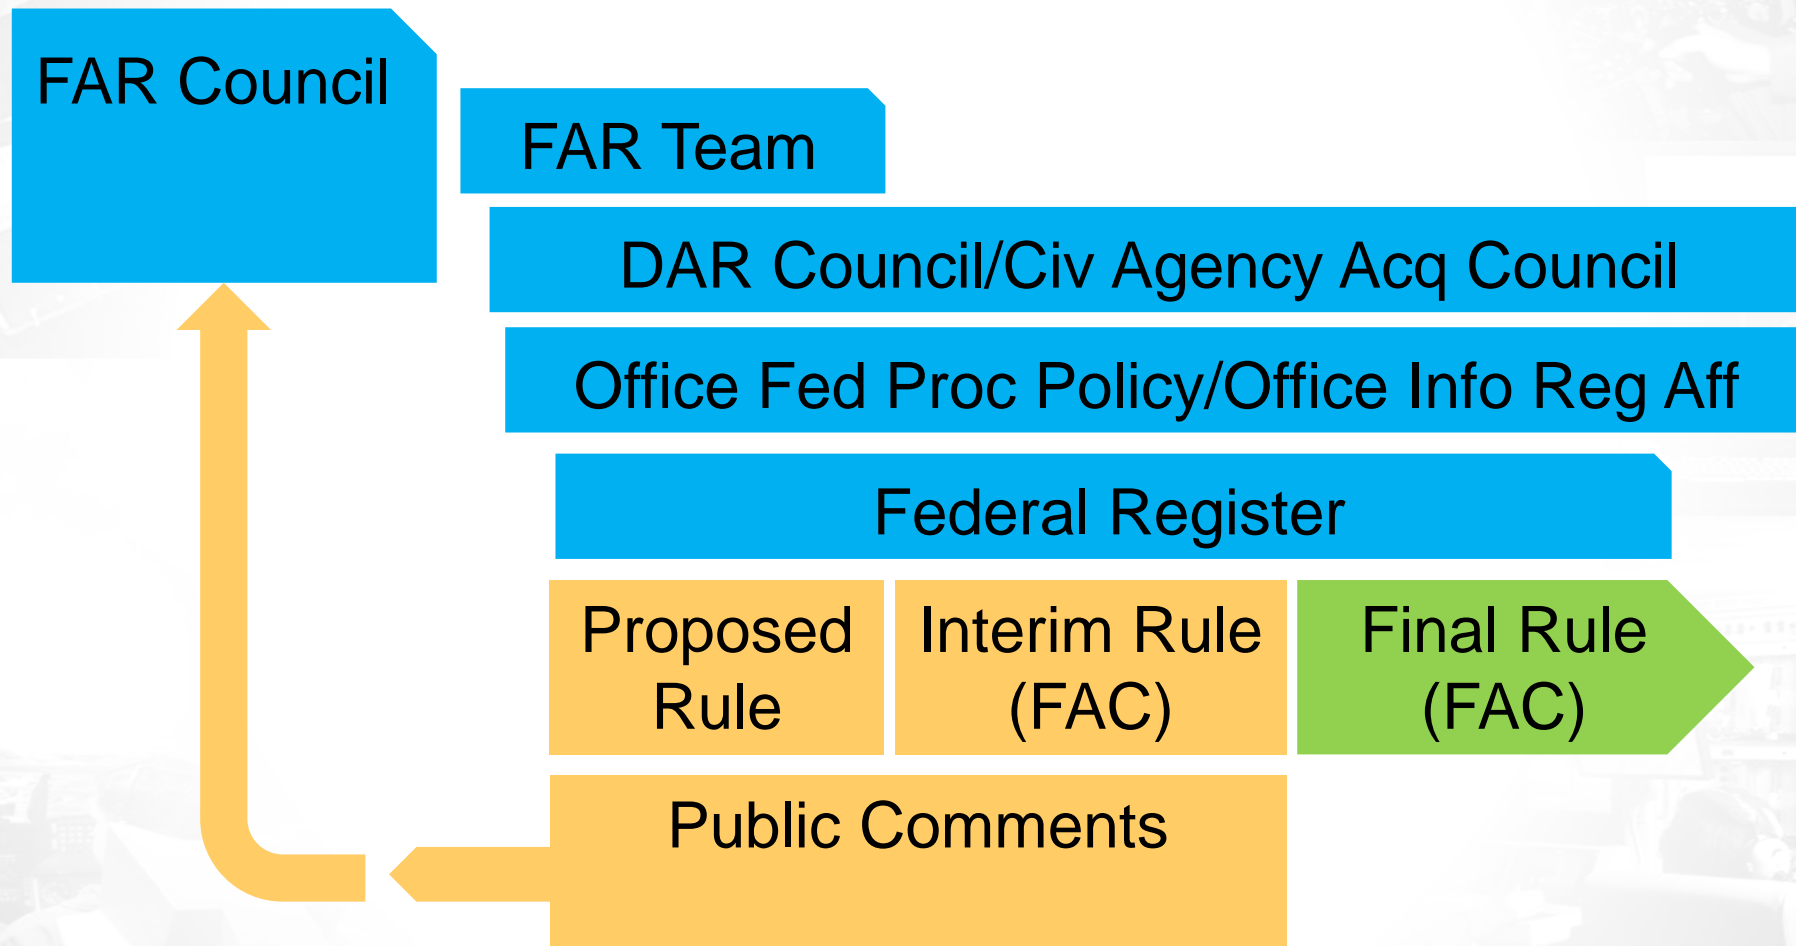 FAR Council
FAR Team
DAR Council/Civ Agency Acq Council
Office Fed Proc Policy/Office Info Reg Aff
Federal Register
Proposed
Rule
Interim Rule
(FAC)
Final Rule
(FAC)
Public Comments